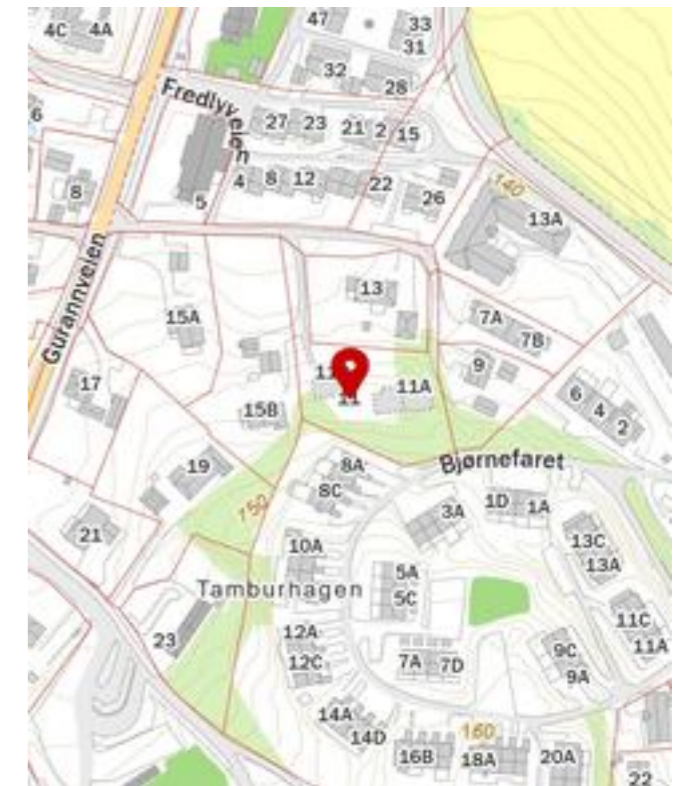 47
33
4C
4A
31
32
28
Fredlyveien
6
27
23
21
2
15
4
8
12
22
26
8
5
140
13A
Gurannveien
13
15A
7A
7B
9
17
11
11A
15B
6
4
2
19
8A
8C
Bjørnefaret
150
1D
1A
3A
21
10A
13C
13A
5A
5C
Tamburhagen
11C
11A
23
12A
12C
7A
7D
9C
9A
14A
14D
160
16B
18A
20A
22